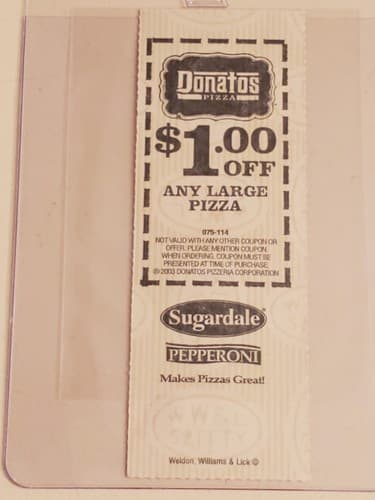 Donatos
PIZZA
$1.00
OFF
ANY LARGE
PIZZA
075-114
NOT VALID WITH ANY OTHER COUPON OR
OFFER. PLEASE MENTION COUPON
WHEN ORDERING. COUPON MUST BE
PRESENTED AT TIME OF PURCHASE.
© 2003 DONATOS PIZZERIA CORPORATION
Sugardale
PEPPERONI
Makes Pizzas Great!
Weldon, Williams & Lick ©